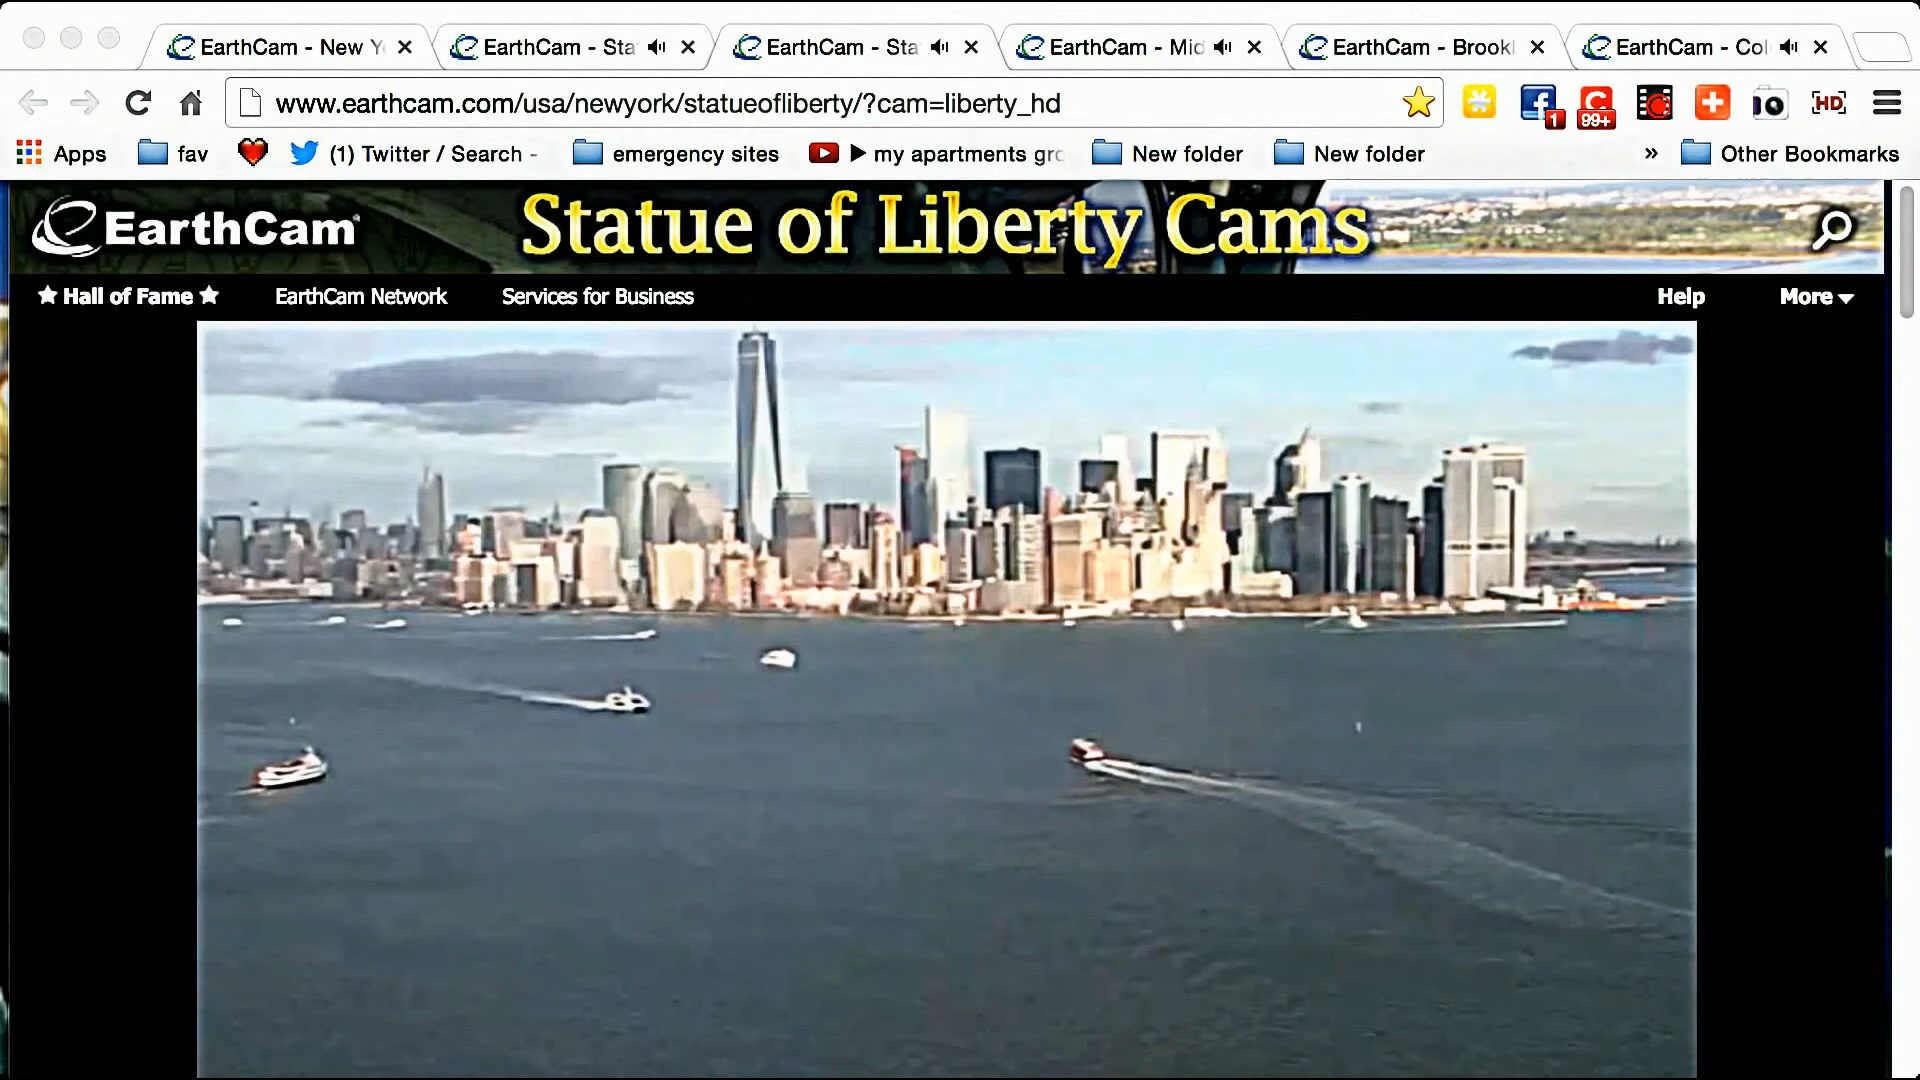 EarthCam - New Y
EarthCam - Sta
EarthCam - Sta
EarthCam - Mid
EarthCam - Brookl
EarthCam - Col
www.earthcam.com/usa/newyork/statueofliberty/?cam=liberty_hd
1
99+
[HD]
Apps
fav
(1) Twitter / Search -
emergency sites
▶ my apartments gro
New folder
New folder
»
Other Bookmarks
EarthCam
Statue of Liberty Cams
Hall of Fame
EarthCam Network
Services for Business
Help
More